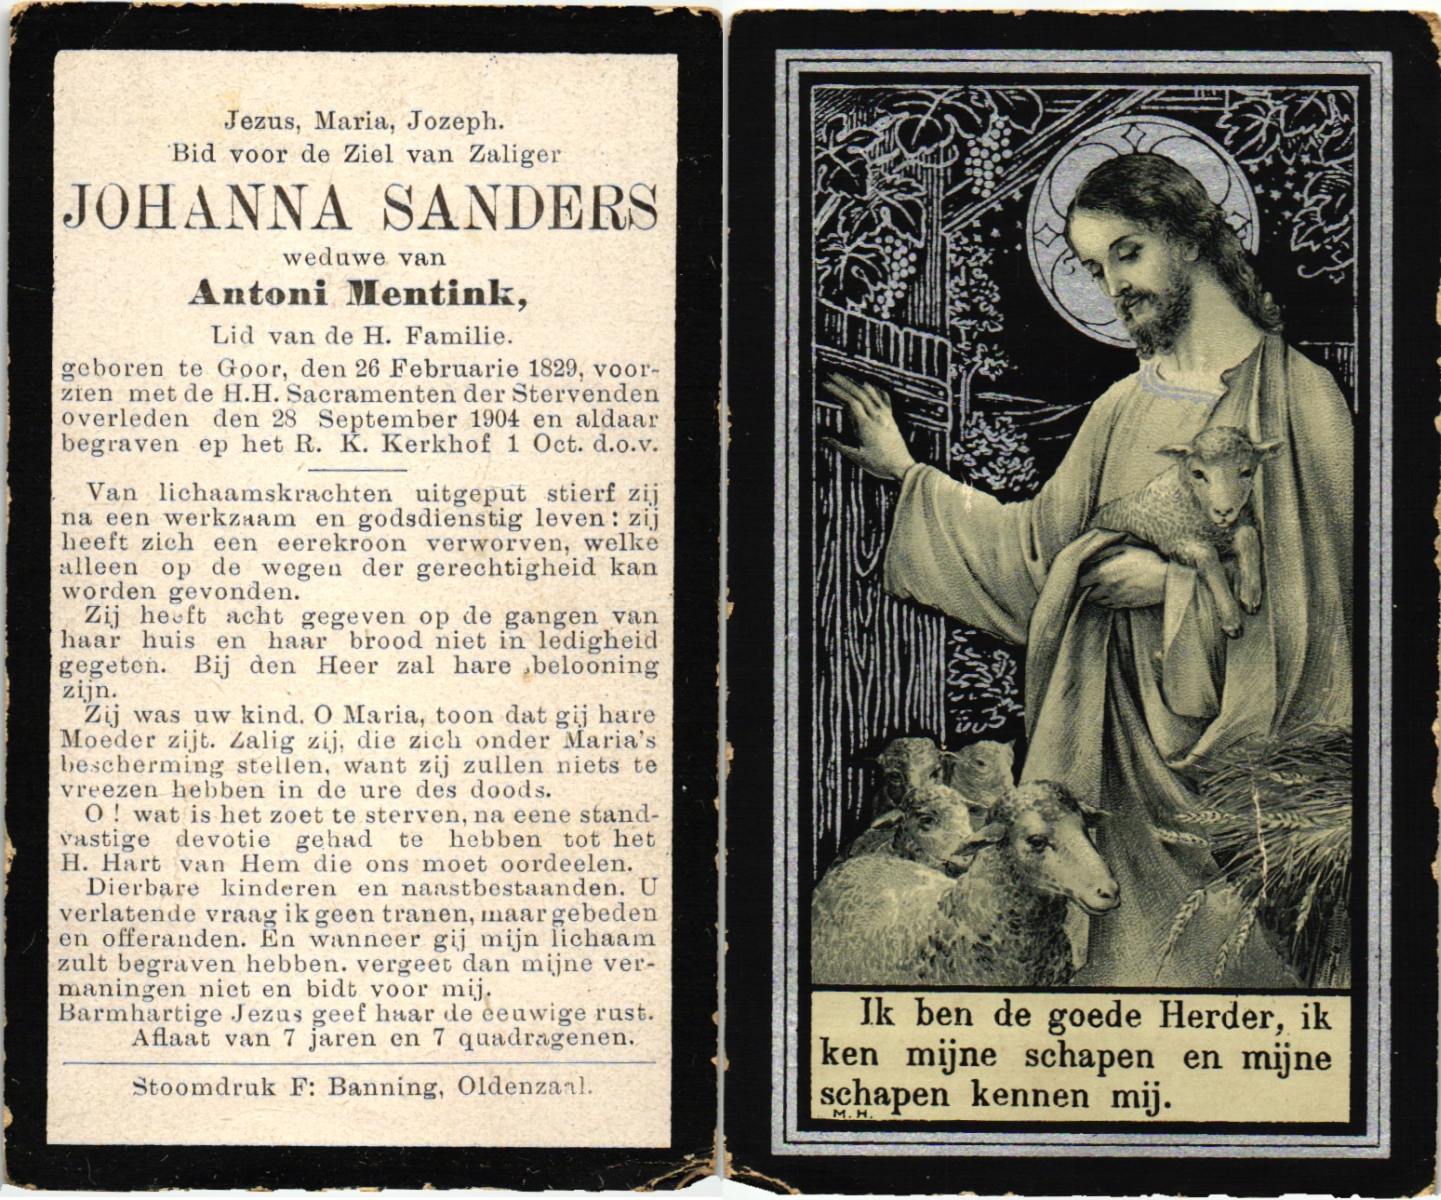 Jezus, Maria, Jozeph.
Bid voor de Ziel van Zaliger
JOHANNA SANDERS
weduwe van
Antoni Mentink,
Lid van de H. Familie.
geboren te Goor, den 26 Februarie 1829, voor-
zien met de H.H. Sacramenten der Stervenden
overleden den 28 September 1904 en aldaar
begraven ep het R. K. Kerkhof 1 Oct. d.o.v.
Van lichaamskrachten uitgeput stierf zij
na een werkzaam en godsdienstig leven: zij
heeft zich een eerekroon verworven, welke
alleen op de wegen der gerechtigheid kan
worden gevonden.
Zij heeft acht gegeven op de gangen van
haar huis en haar brood niet in ledigheid
gegeten. Bij den Heer zal hare belooning
zijn.
Zij was uw kind. O Maria, toon dat gij hare
Moeder zijt. Zalig zij, die zich onder Maria's
bescherming stellen, want zij zullen niets te
vreezen hebben in de ure des doods.
O! wat is het zoet te sterven, na eene stand-
vastige devotie gehad te hebben tot het
H. Hart van Hem die ons moet oordeelen.
Dierbare kinderen en naastbestaanden. U
verlatende vraag ik geen tranen, maar gebeden
en offeranden. En wanneer gij mijn lichaam
zult begraven hebben. vergeet dan mijne ver-
maningen niet en bidt voor mij.
Barmhartige Jezus geef haar de eeuwige rust.
Aflaat van 7 jaren en 7 quadragenen.
Stoomdruk F: Banning, Oldenzaal.
Ik ben de goede Herder, ik
ken mijne schapen en mijne
schapen kennen mij.
M. H.